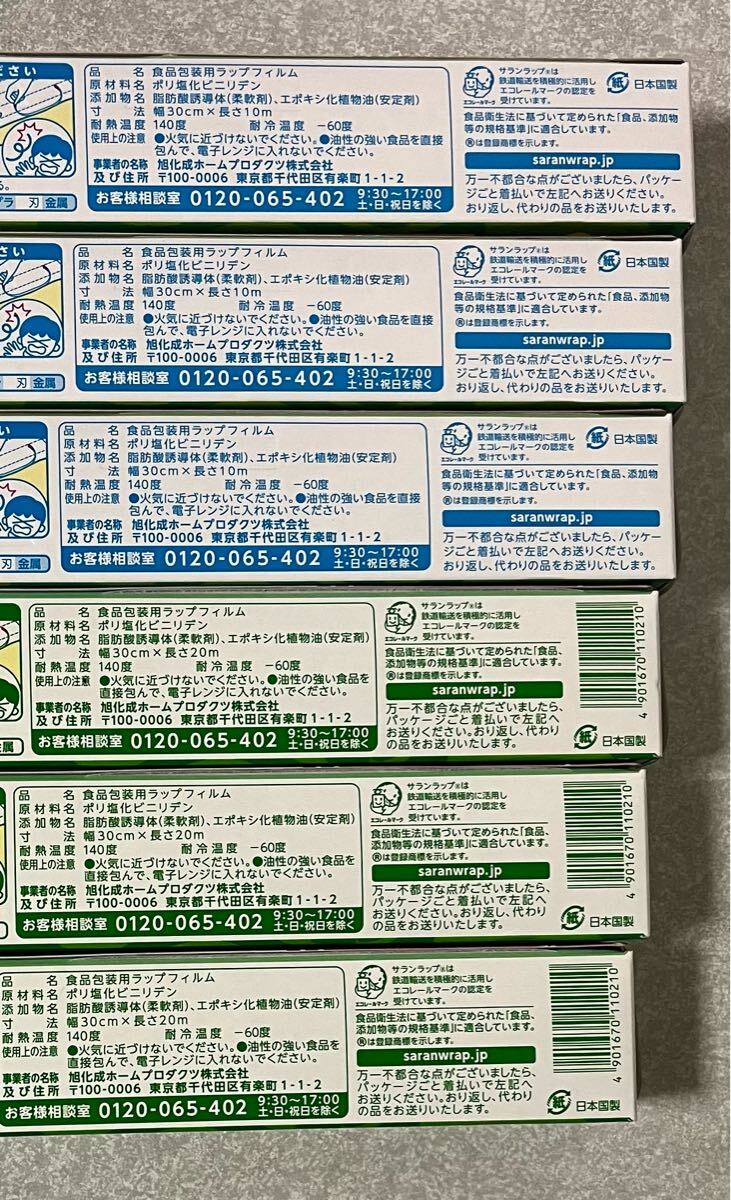 ださい
プラ 刃 金属
品名 食品包装用ラップフィルム
原材料名 ポリ塩化ビニリデン
添加物名 脂肪酸誘導体(柔軟剤)、エポキシ化植物油(安定剤)
寸法 幅30cm×長さ10m
耐熱温度 140度 耐冷温度 −60度
使用上の注意 ●火気に近づけないでください。●油性の強い食品を直接
包んで、電子レンジに入れないでください。
事業者の名称 旭化成ホームプロダクツ株式会社
及び住所 〒100-0006 東京都千代田区有楽町1-1-2
お客様相談室 0120-065-402 9:30〜17:00
土・日・祝日を除く
エコレールマーク
サランラップ®は
鉄道輸送を積極的に活用し
エコレールマークの認定を
受けています。
紙 日本国製
食品衛生法に基づいて定められた「食品、添加物
等の規格基準」に適合しています。
®は登録商標を示します。
saranwrap.jp
万一不都合な点がございましたら、パッケー
ジごと着払いで左記へお送りください。
おり返し、代わりの品をお送りいたします。
さい
刃 金属
品名 食品包装用ラップフィルム
原材料名 ポリ塩化ビニリデン
添加物名 脂肪酸誘導体(柔軟剤)、エポキシ化植物油(安定剤)
寸法 幅30cm×長さ10m
耐熱温度 140度 耐冷温度 −60度
使用上の注意 ●火気に近づけないでください。●油性の強い食品を直接
包んで、電子レンジに入れないでください。
事業者の名称 旭化成ホームプロダクツ株式会社
及び住所 〒100-0006 東京都千代田区有楽町1-1-2
お客様相談室 0120-065-402 9:30〜17:00
土・日・祝日を除く
エコレールマーク
サランラップ®は
鉄道輸送を積極的に活用し
エコレールマークの認定を
受けています。
紙 日本国製
食品衛生法に基づいて定められた「食品、添加物
等の規格基準」に適合しています。
®は登録商標を示します。
saranwrap.jp
万一不都合な点がございましたら、パッケー
ジごと着払いで左記へお送りください。
おり返し、代わりの品をお送りいたします。
い
刃 金属
品名 食品包装用ラップフィルム
原材料名 ポリ塩化ビニリデン
添加物名 脂肪酸誘導体(柔軟剤)、エポキシ化植物油(安定剤)
寸法 幅30cm×長さ10m
耐熱温度 140度 耐冷温度 −60度
使用上の注意 ●火気に近づけないでください。●油性の強い食品を直接
包んで、電子レンジに入れないでください。
事業者の名称 旭化成ホームプロダクツ株式会社
及び住所 〒100-0006 東京都千代田区有楽町1-1-2
お客様相談室 0120-065-402 9:30〜17:00
土・日・祝日を除く
エコレールマーク
サランラップ®は
鉄道輸送を積極的に活用し
エコレールマークの認定を
受けています。
紙 日本国製
食品衛生法に基づいて定められた「食品、添加物
等の規格基準」に適合しています。
®は登録商標を示します。
saranwrap.jp
万一不都合な点がございましたら、パッケー
ジごと着払いで左記へお送りください。
おり返し、代わりの品をお送りいたします。
金属
品名 食品包装用ラップフィルム
原材料名 ポリ塩化ビニリデン
添加物名 脂肪酸誘導体(柔軟剤)、エポキシ化植物油(安定剤)
寸法 幅30cm×長さ20m
耐熱温度 140度 耐冷温度 −60度
使用上の注意 ●火気に近づけないでください。●油性の強い食品を
直接包んで、電子レンジに入れないでください。
事業者の名称 旭化成ホームプロダクツ株式会社
及び住所 〒100-0006 東京都千代田区有楽町1-1-2
お客様相談室 0120-065-402 9:30〜17:00
土・日・祝日を除く
エコレールマーク
サランラップ®は
鉄道輸送を積極的に活用し
エコレールマークの認定を
受けています。
食品衛生法に基づいて定められた「食品、
添加物等の規格基準」に適合しています。
®は登録商標を示します。
saranwrap.jp
万一不都合な点がございましたら、
パッケージごと着払いで左記へ
お送りください。おり返し、代わり
の品をお送りいたします。
4 901670 110210
紙 日本国製
品名 食品包装用ラップフィルム
原材料名 ポリ塩化ビニリデン
添加物名 脂肪酸誘導体(柔軟剤)、エポキシ化植物油(安定剤)
寸法 幅30cm×長さ20m
耐熱温度 140度 耐冷温度 −60度
使用上の注意 ●火気に近づけないでください。●油性の強い食品を
直接包んで、電子レンジに入れないでください。
事業者の名称 旭化成ホームプロダクツ株式会社
及び住所 〒100-0006 東京都千代田区有楽町1-1-2
お客様相談室 0120-065-402 9:30〜17:00
土・日・祝日を除く
エコレールマーク
サランラップ®は
鉄道輸送を積極的に活用し
エコレールマークの認定を
受けています。
食品衛生法に基づいて定められた「食品、
添加物等の規格基準」に適合しています。
®は登録商標を示します。
saranwrap.jp
万一不都合な点がございましたら、
パッケージごと着払いで左記へ
お送りください。おり返し、代わり
の品をお送りいたします。
4 901670 110210
紙 日本国製
品名 食品包装用ラップフィルム
原材料名 ポリ塩化ビニリデン
添加物名 脂肪酸誘導体(柔軟剤)、エポキシ化植物油(安定剤)
寸法 幅30cm×長さ20m
耐熱温度 140度 耐冷温度 −60度
使用上の注意 ●火気に近づけないでください。●油性の強い食品を
直接包んで、電子レンジに入れないでください。
事業者の名称 旭化成ホームプロダクツ株式会社
及び住所 〒100-0006 東京都千代田区有楽町1-1-2
お客様相談室 0120-065-402 9:30〜17:00
土・日・祝日を除く
エコレールマーク
サランラップ®は
鉄道輸送を積極的に活用し
エコレールマークの認定を
受けています。
食品衛生法に基づいて定められた「食品、
添加物等の規格基準」に適合しています。
®は登録商標を示します。
saranwrap.jp
万一不都合な点がございましたら、
パッケージごと着払いで左記へ
お送りください。おり返し、代わり
の品をお送りいたします。
4 901670 110210
紙 日本国製